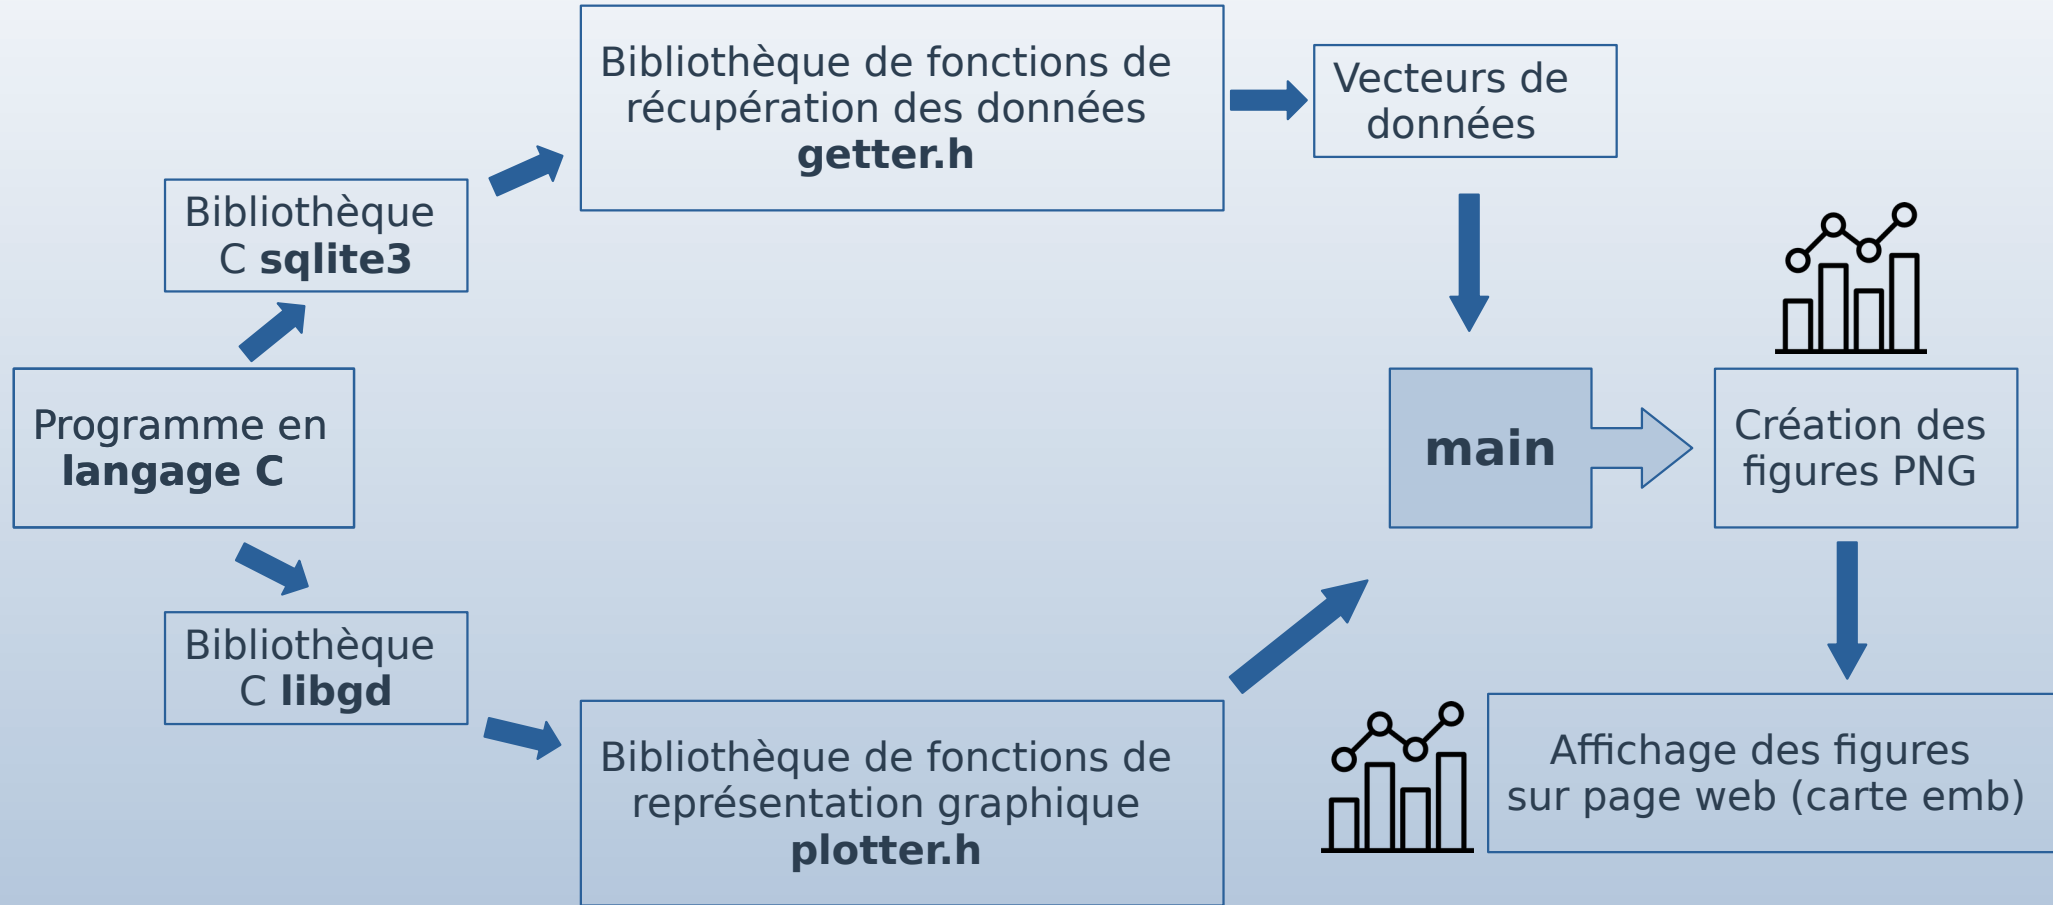 Bibliothèque de fonctions de
récupération des données
getter.h
Vecteurs de
données
Bibliothèque
C sqlite3
Programme en
langage C
main
Création des
figures PNG
Bibliothèque
C libgd
Bibliothèque de fonctions de
représentation graphique
plotter.h
Affichage des figures
sur page web (carte emb)